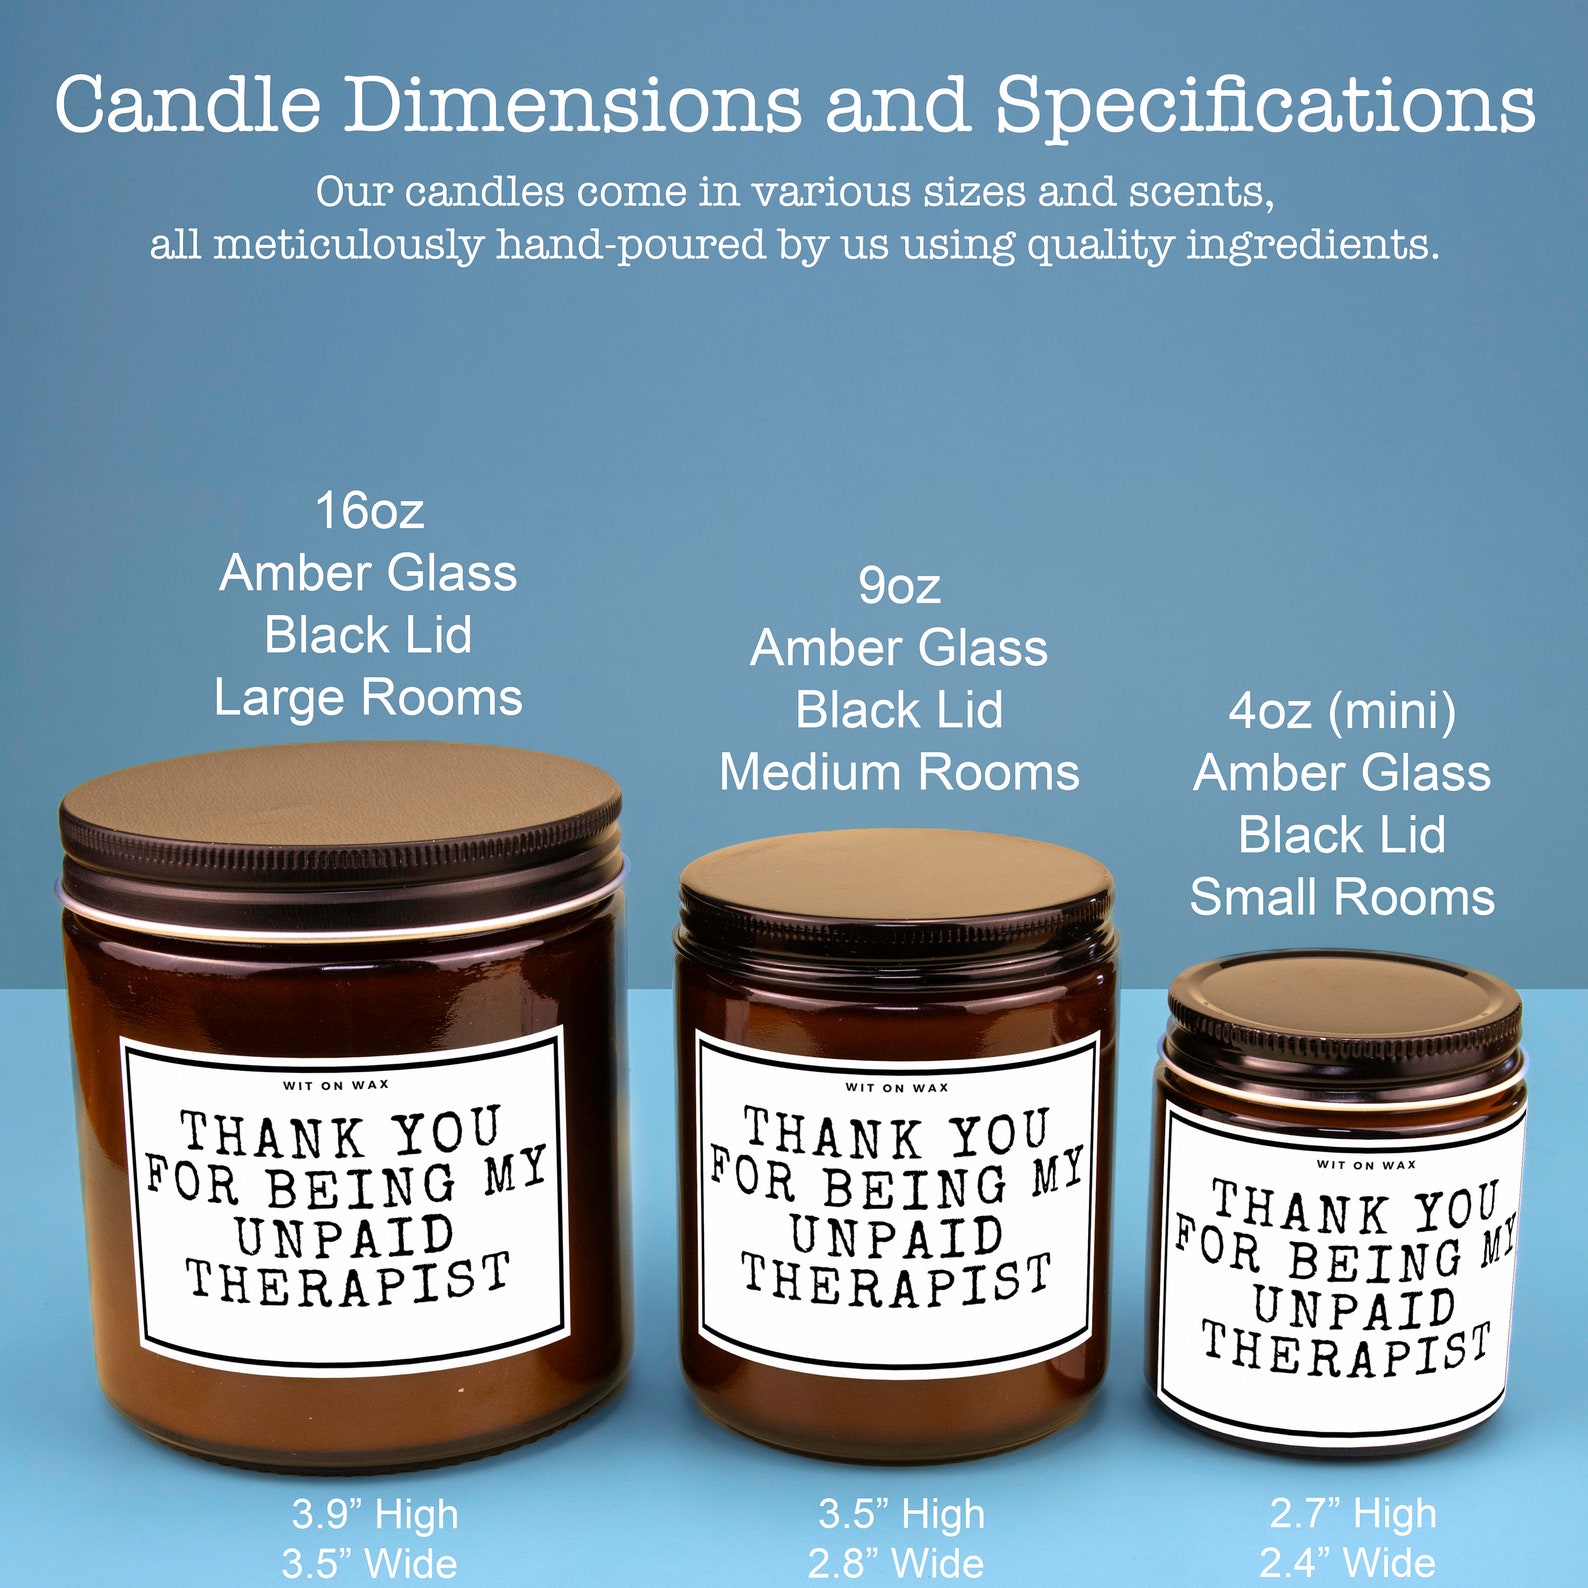 Candle Dimensions and Specifications
Our candles come in various sizes and scents,
all meticulously hand-poured by us using quality ingredients.
16oz
Amber Glass
Black Lid
Large Rooms
9oz
Amber Glass
Black Lid
Medium Rooms
4oz (mini)
Amber Glass
Black Lid
Small Rooms
WIT ON WAX
THANK YOU
FOR BEING MY
UNPAID
THERAPIST
WIT ON WAX
THANK YOU
FOR BEING MY
UNPAID
THERAPIST
WIT ON WAX
THANK YOU
FOR BEING MY
UNPAID
THERAPIST
3.9” High
3.5” Wide
3.5” High
2.8” Wide
2.7” High
2.4” Wide